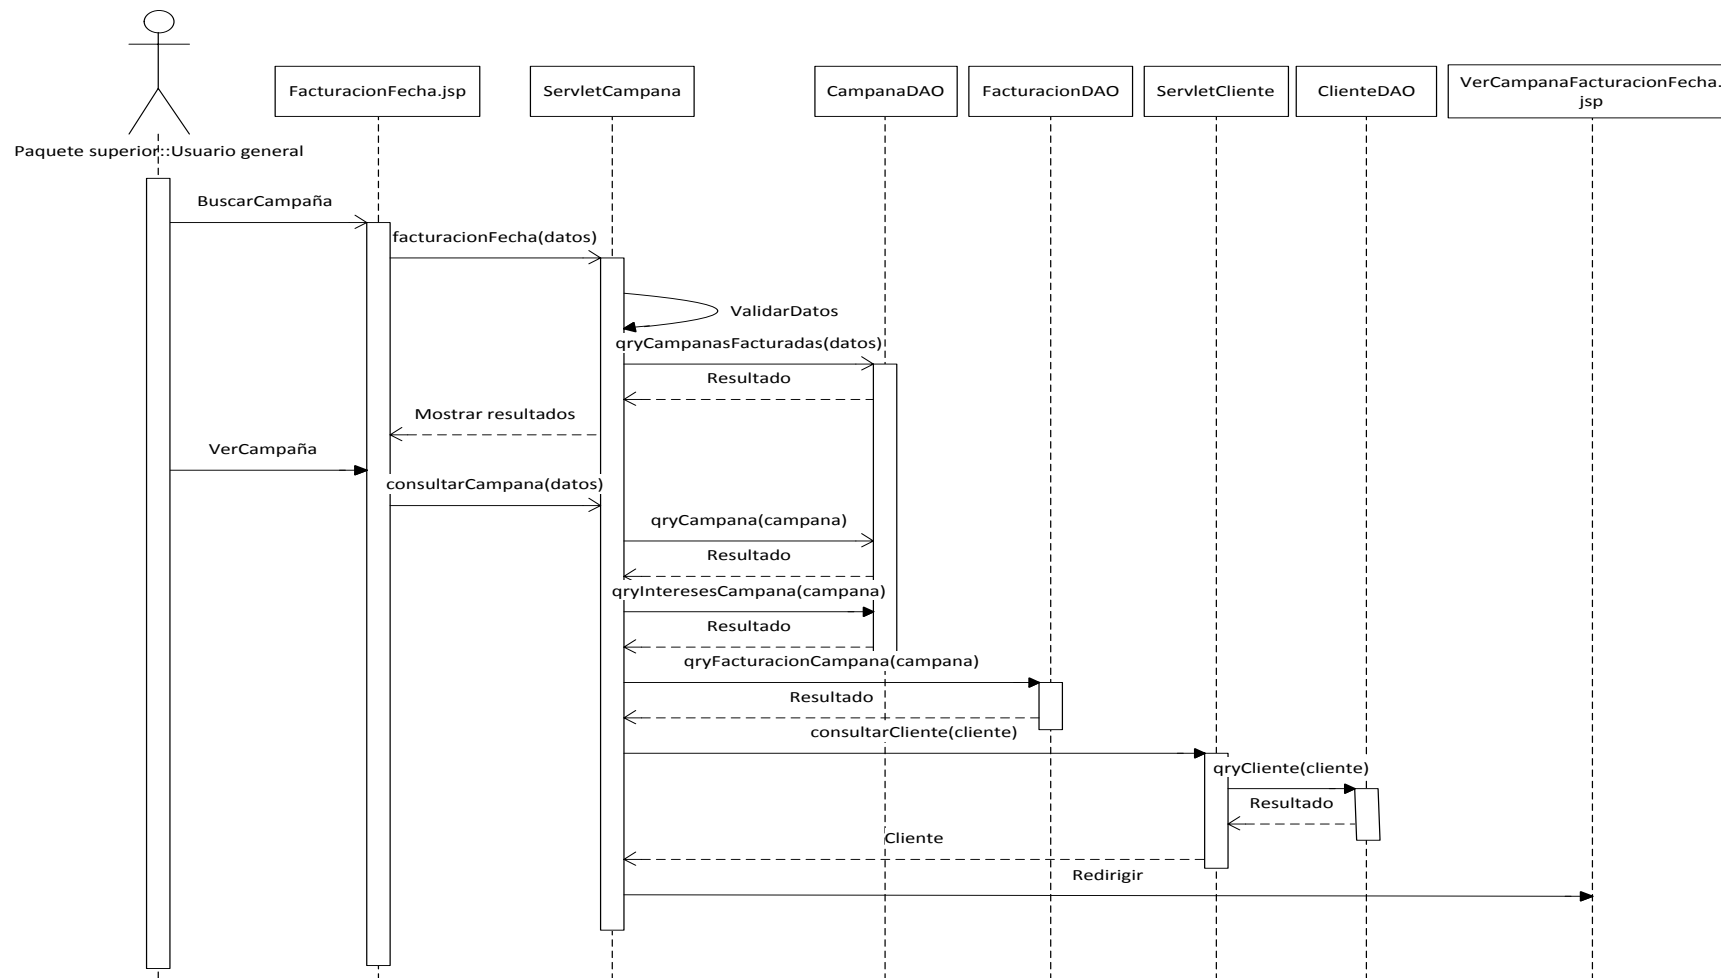 Paquete superior::Usuario general
FacturacionFecha.jsp
ServletCampana
CampanaDAO
FacturacionDAO
ServletCliente
ClienteDAO
VerCampanaFacturacionFecha.
jsp
BuscarCampaña
facturacionFecha(datos)
ValidarDatos
qryCampanasFacturadas(datos)
Resultado
Mostrar resultados
VerCampaña
consultarCampana(datos)
qryCampana(campana)
Resultado
qryInteresesCampana(campana)
Resultado
qryFacturacionCampana(campana)
Resultado
consultarCliente(cliente)
qryCliente(cliente)
Resultado
Cliente
Redirigir